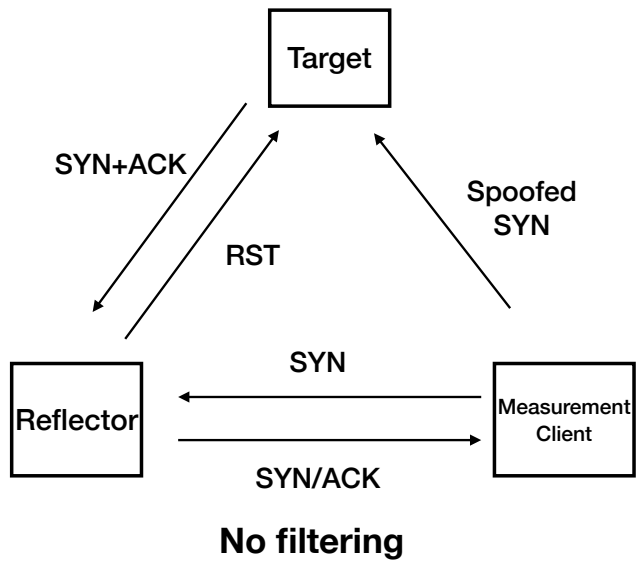 Target
SYN+ACK
Spoofed
SYN
RST
SYN
Reflector
Measurement
Client
SYN/ACK
No filtering